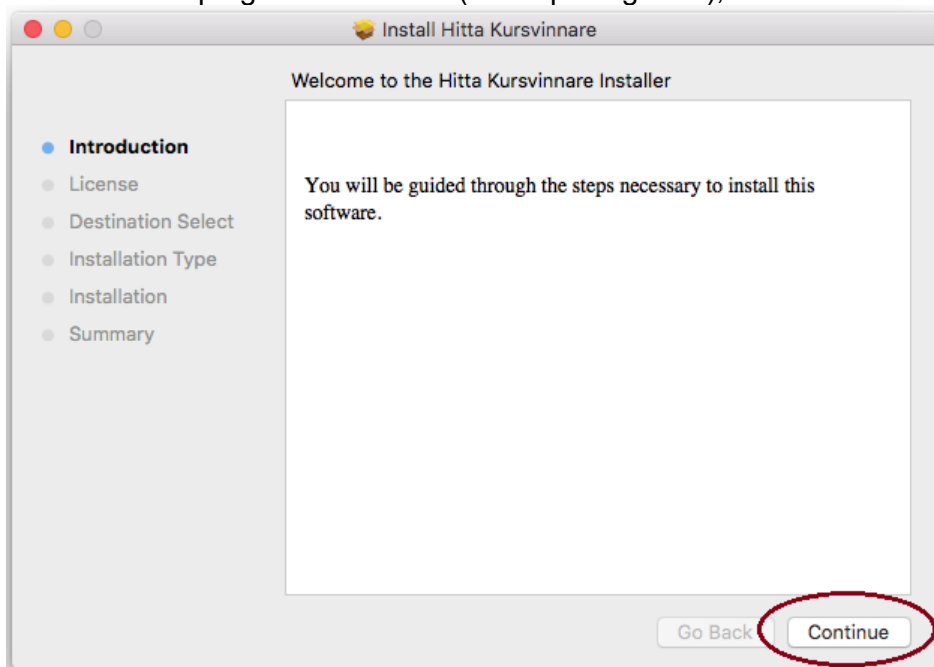 Install Hitta Kursvinnare
Welcome to the Hitta Kursvinnare Installer
Introduction
License
Destination Select
Installation Type
Installation
Summary
You will be guided through the steps necessary to install this
software.
Go Back
Continue